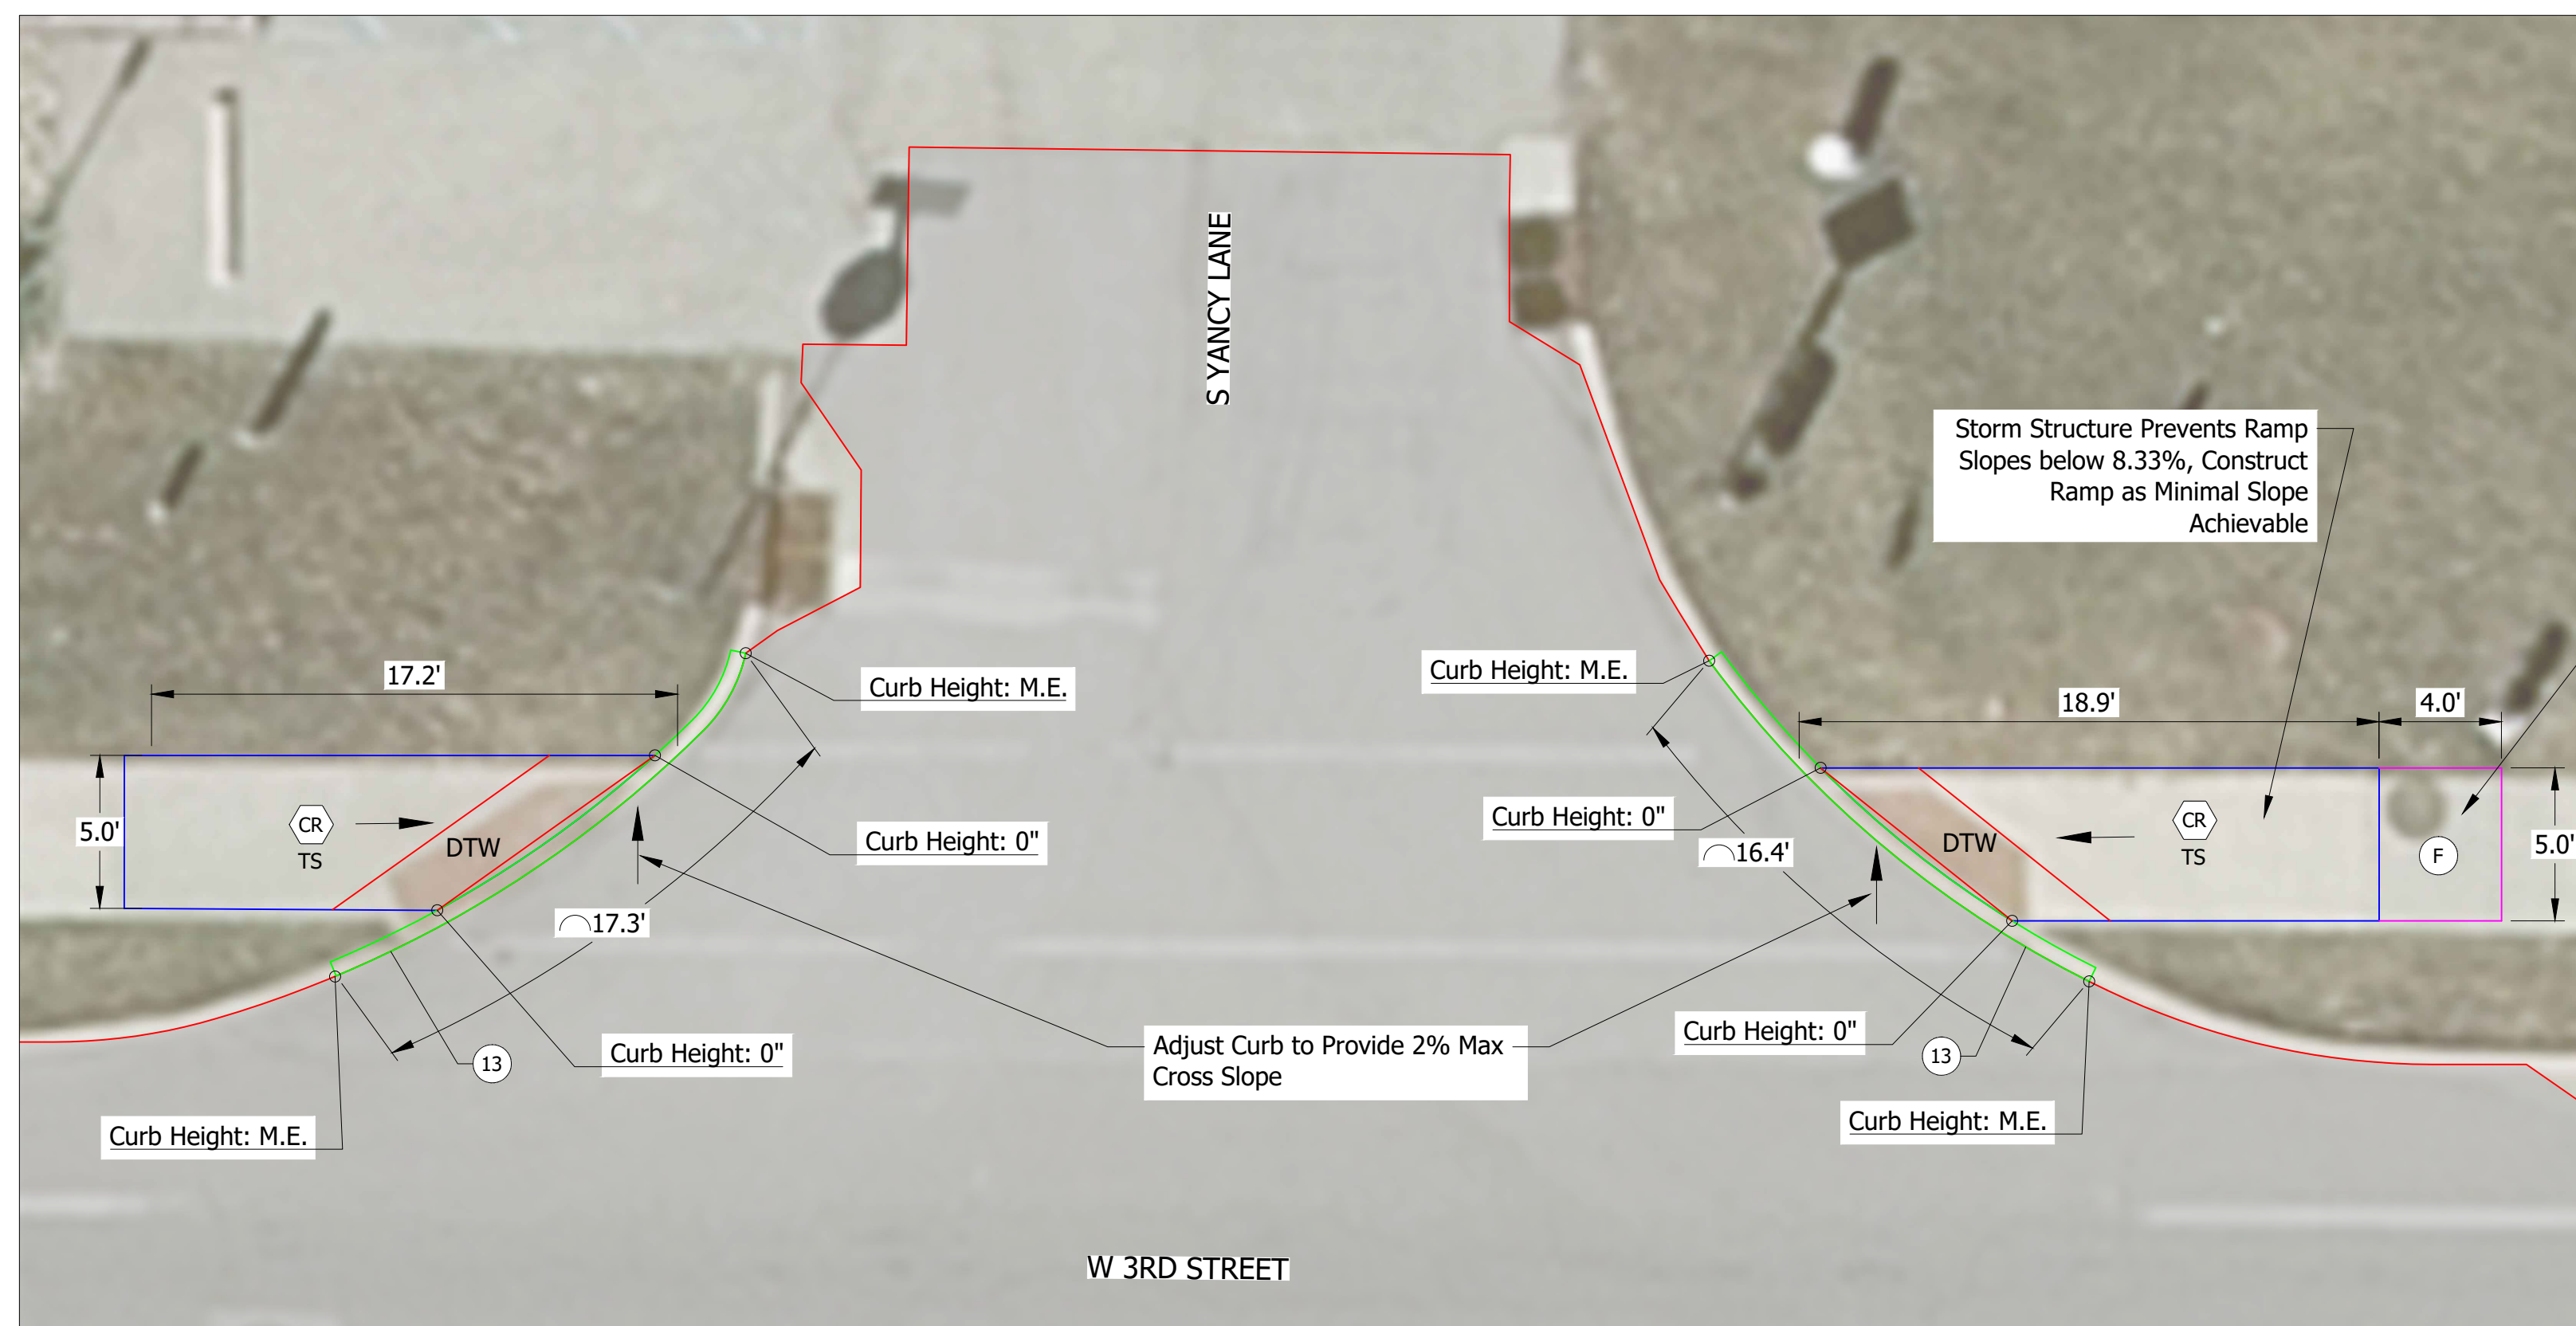 S YANCY LANE
Storm Structure Prevents Ramp
Slopes below 8.33%, Construct
Ramp as Minimal Slope
Achievable
17.2'
Curb Height: M.E.
Curb Height: M.E.
18.9'
4.0'
5.0'
CR
TS
DTW
Curb Height: 0"
Curb Height: 0"
16.4'
DTW
CR
TS
F
5.0'
17.3'
Curb Height: 0"
13
Adjust Curb to Provide 2% Max
Cross Slope
Curb Height: 0"
13
Curb Height: M.E.
Curb Height: M.E.
W 3RD STREET